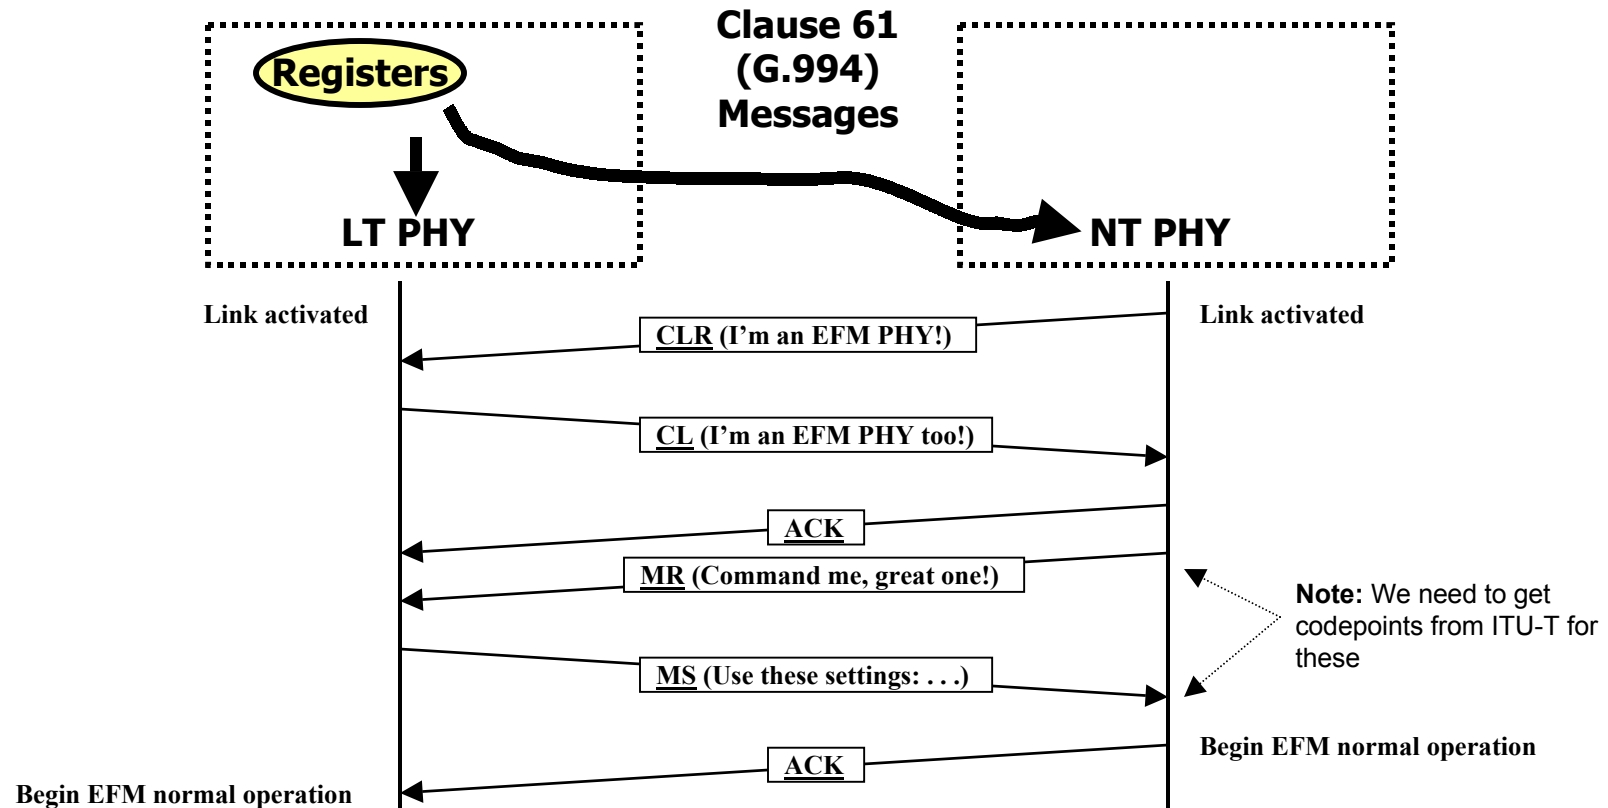 Clause 61
(G.994)
Messages
Registers
LT PHY
NT PHY
Link activated
Link activated
CLR (I'm an EFM PHY!)
CL (I'm an EFM PHY too!)
ACK
MR (Command me, great one!)
Note: We need to get
codepoints from ITU-T for
these
MS (Use these settings: . . .)
Begin EFM normal operation
ACK
Begin EFM normal operation